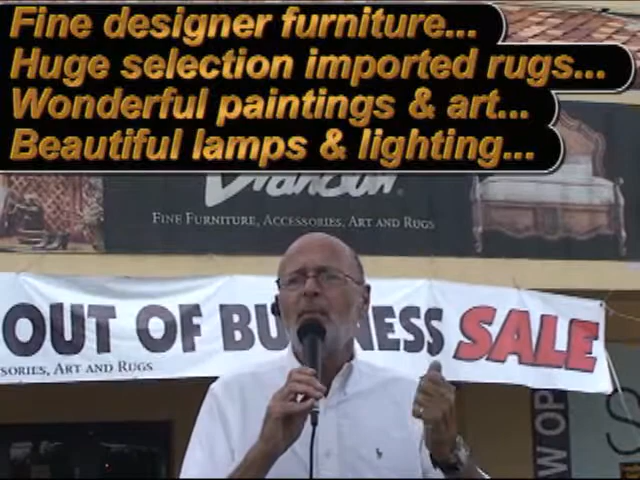 Fine designer furniture...
Huge selection imported rugs...
Wonderful paintings & art...
Beautiful lamps & lighting...
FINE FURNITURE, ACCESSORIES, ART AND RUGS
OUT OF BU NESS SALE
SORIES, ART AND RUGS
W OP